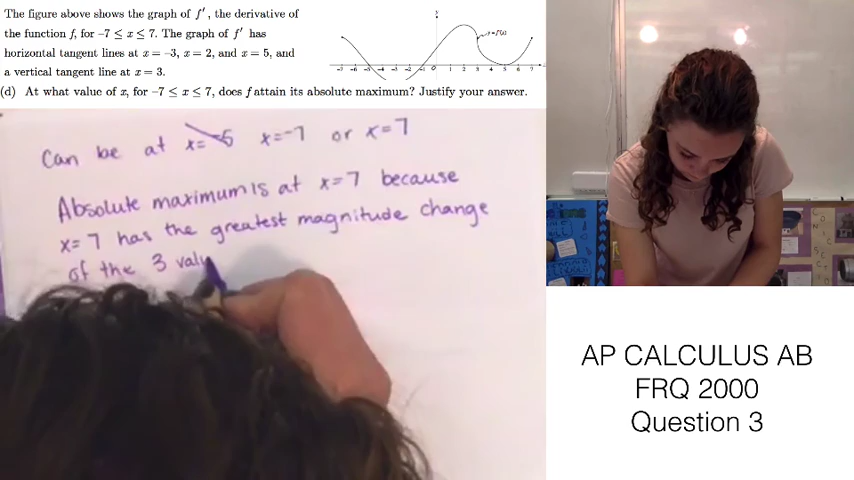 The figure above shows the graph of f′, the derivative of
the function f, for −7 ≤ x ≤ 7. The graph of f′ has
horizontal tangent lines at x = −3, x = 2, and x = 5, and
a vertical tangent line at x = 3.
(d) At what value of x, for −7 ≤ x ≤ 7, does f attain its absolute maximum? Justify your answer.
Can be at x=-5 x=-7 or x=7
Absolute maximum is at x=7 because
x=7 has the greatest magnitude change
of the 3 valu
AP CALCULUS AB
FRQ 2000
Question 3